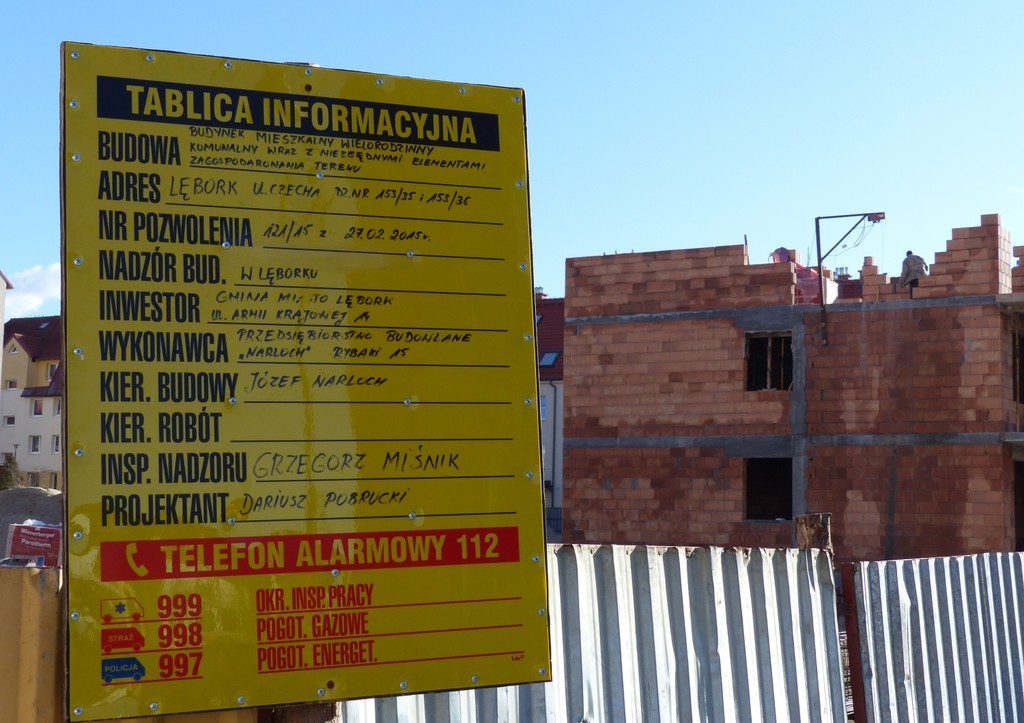 TABLICA INFORMACYJNA
BUDOWA BUDYNEK MIESZKALNY WIELORODZINNY
KOMUNALNY WRAZ Z NIEZBĘDNYMI ELEMENTAMI
ZAGOSPODAROWANIA TERENU
ADRES LĘBORK UL.CZECHA DZ.NR 153/35 i 153/36
NR POZWOLENIA 121/15 z 27.02.2015r.
NADZÓR BUD. W LĘBORKU
INWESTOR GMINA MIASTO LĘBORK
UL. ARMII KRAJOWEJ 14
WYKONAWCA PRZEDSIĘBIORSTWO BUDOWLANE
"NARLOCH" RYBAKI 15
KIER. BUDOWY JÓZEF NARLOCH
KIER. ROBÓT
INSP. NADZORU GRZEGORZ MIŚNIK
PROJEKTANT DARIUSZ POBRUCKI
TELEFON ALARMOWY 112
999 OKR. INSP. PRACY
STRAŻ 998 POGOT. GAZOWE
POLICJA 997 POGOT. ENERGET.
Wienerberger
Porotherm